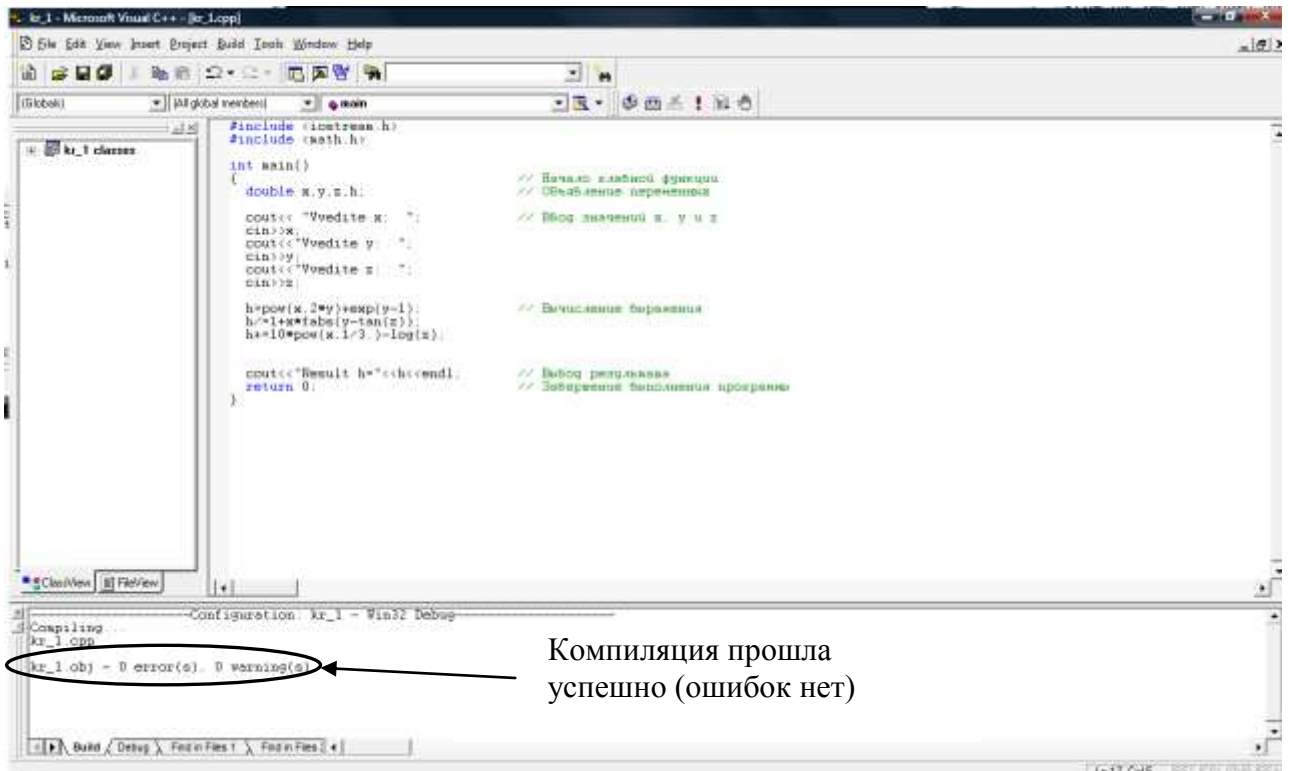 kr_1 - Microsoft Visual C++ - [kr_1.cpp]
File Edit View Insert Project Build Tools Window Help
(Globals) [All global members] main
kr_1 classes
#include <iostream.h>
#include <math.h>
int main()
{ // Начало главной функции
double x,y,z,h; // Объявление переменных
cout<< "Vvedite x: "; // Ввод значений x, y и z
cin>>x;
cout<<"Vvedite y: ";
cin>>y;
cout<<"Vvedite z: ";
cin>>z;
h=pow(x,2*y)+exp(y-1); // Вычисление выражения
h/=1+x*fabs(y-tan(z));
h+=10*pow(x,1/3.)-log(z);
cout<<"Result h="<<h<<endl; // Вывод результата
return 0; // Завершение выполнения программы
}
ClassView FileView
Configuration: kr_1 - Win32 Debug
Compiling...
kr_1.cpp
kr_1.obj - 0 error(s), 0 warning(s)
Компиляция прошла
успешно (ошибок нет)
Build Debug Find in Files 1 Find in Files 2